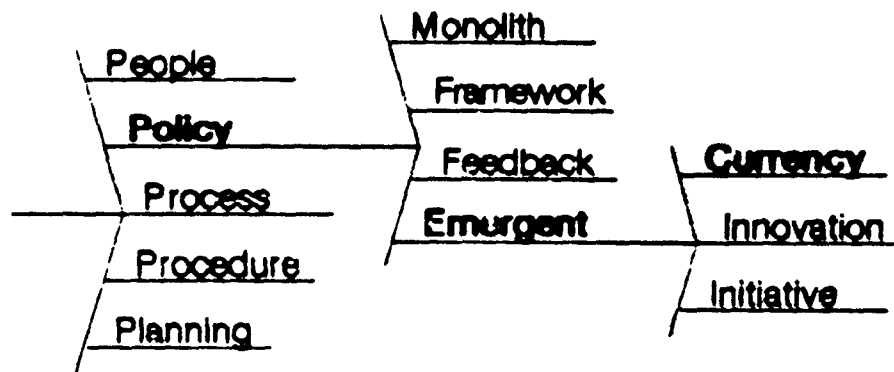 People
Policy
Process
Procedure
Planning
Monolith
Framework
Feedback
Emurgent
Currency
Innovation
Initiative